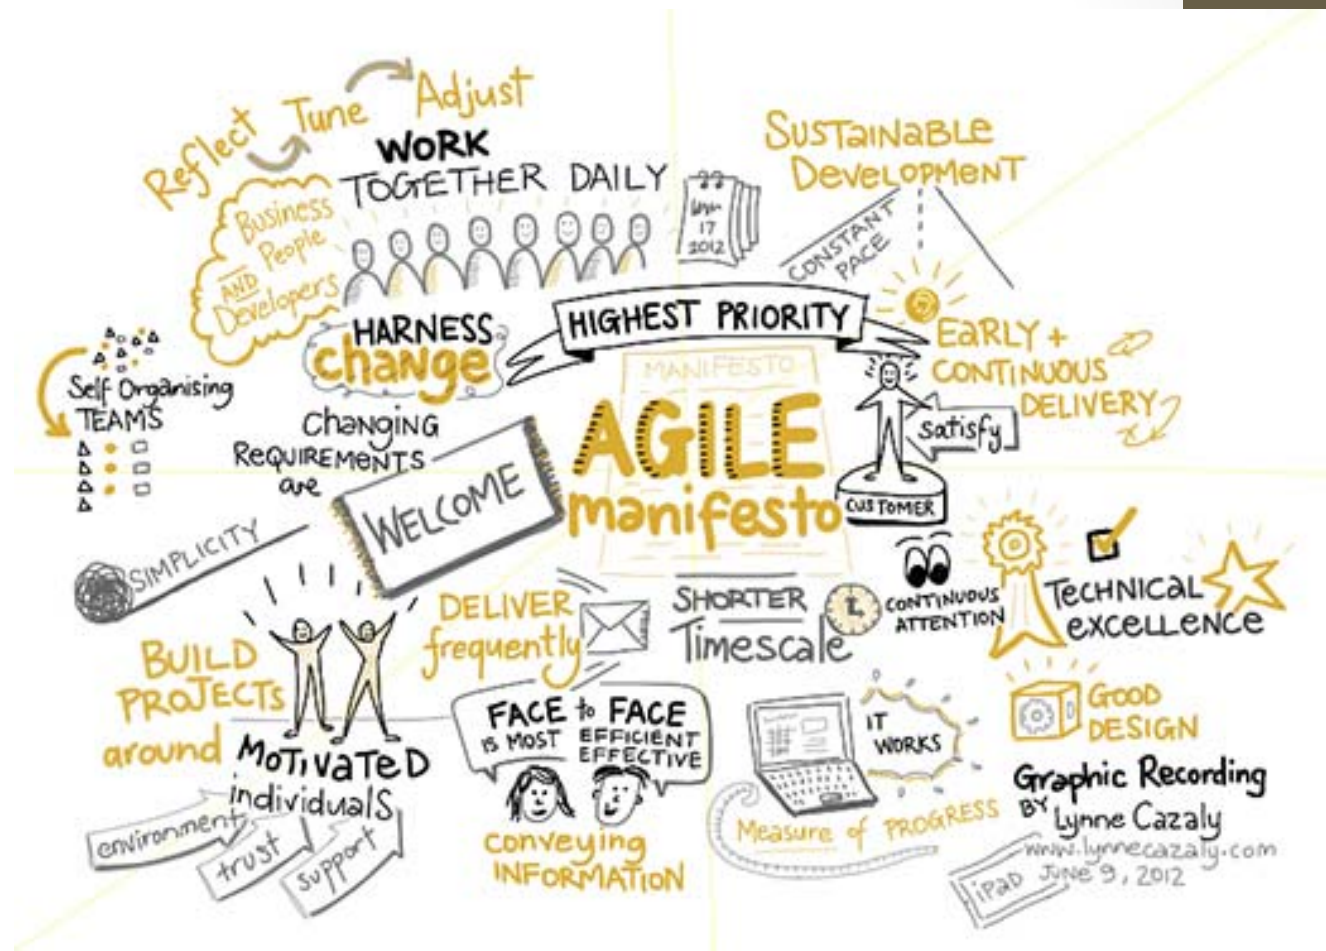 Reflect
Tune
Adjust
WORK
TOGETHER DAILY
Business
People
AND
Developers
17
2012
SUSTAINABLE
DEVELOPMENT
CONSTANT
PACE
HIGHEST PRIORITY
HARNESS
change
EARLY +
CONTINUOUS
DELIVERY
Satisfy
CUSTOMER
MANIFESTO
AGILE
manifesto
Self Organising
TEAMS
CHANGING
REQUIREMENTS
are
WELCOME
SIMPLICITY
BUILD
PROJECTS
around
MOTIVATED
individuals
environment
trust
support
DELIVER
frequently
SHORTER
Timescale
CONTINUOUS
ATTENTION
TECHNICAL
EXCELLENCE
GOOD
DESIGN
FACE to FACE
IS MOST EFFICIENT
EFFECTIVE
conveying
INFORMATION
IT
WORKS
Measure of PROGRESS
Graphic Recording
BY
Lynne Cazaly
www.lynnecazaly.com
JUNE 9, 2012
iPAD